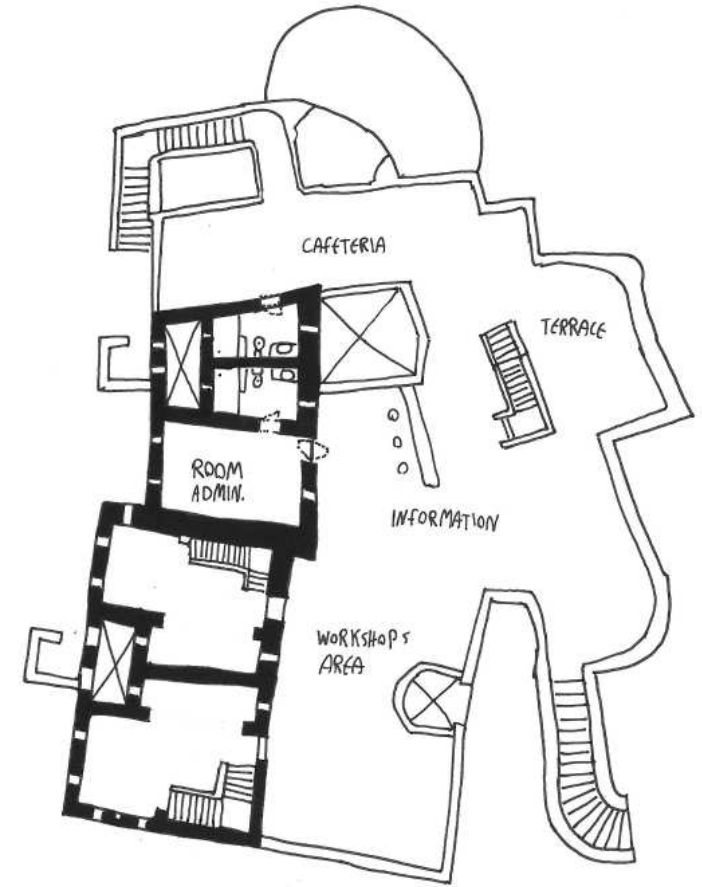 CAFETERIA
TERRACE
ROOM
ADMIN.
INFORMATION
WORKSHOPS
AREA